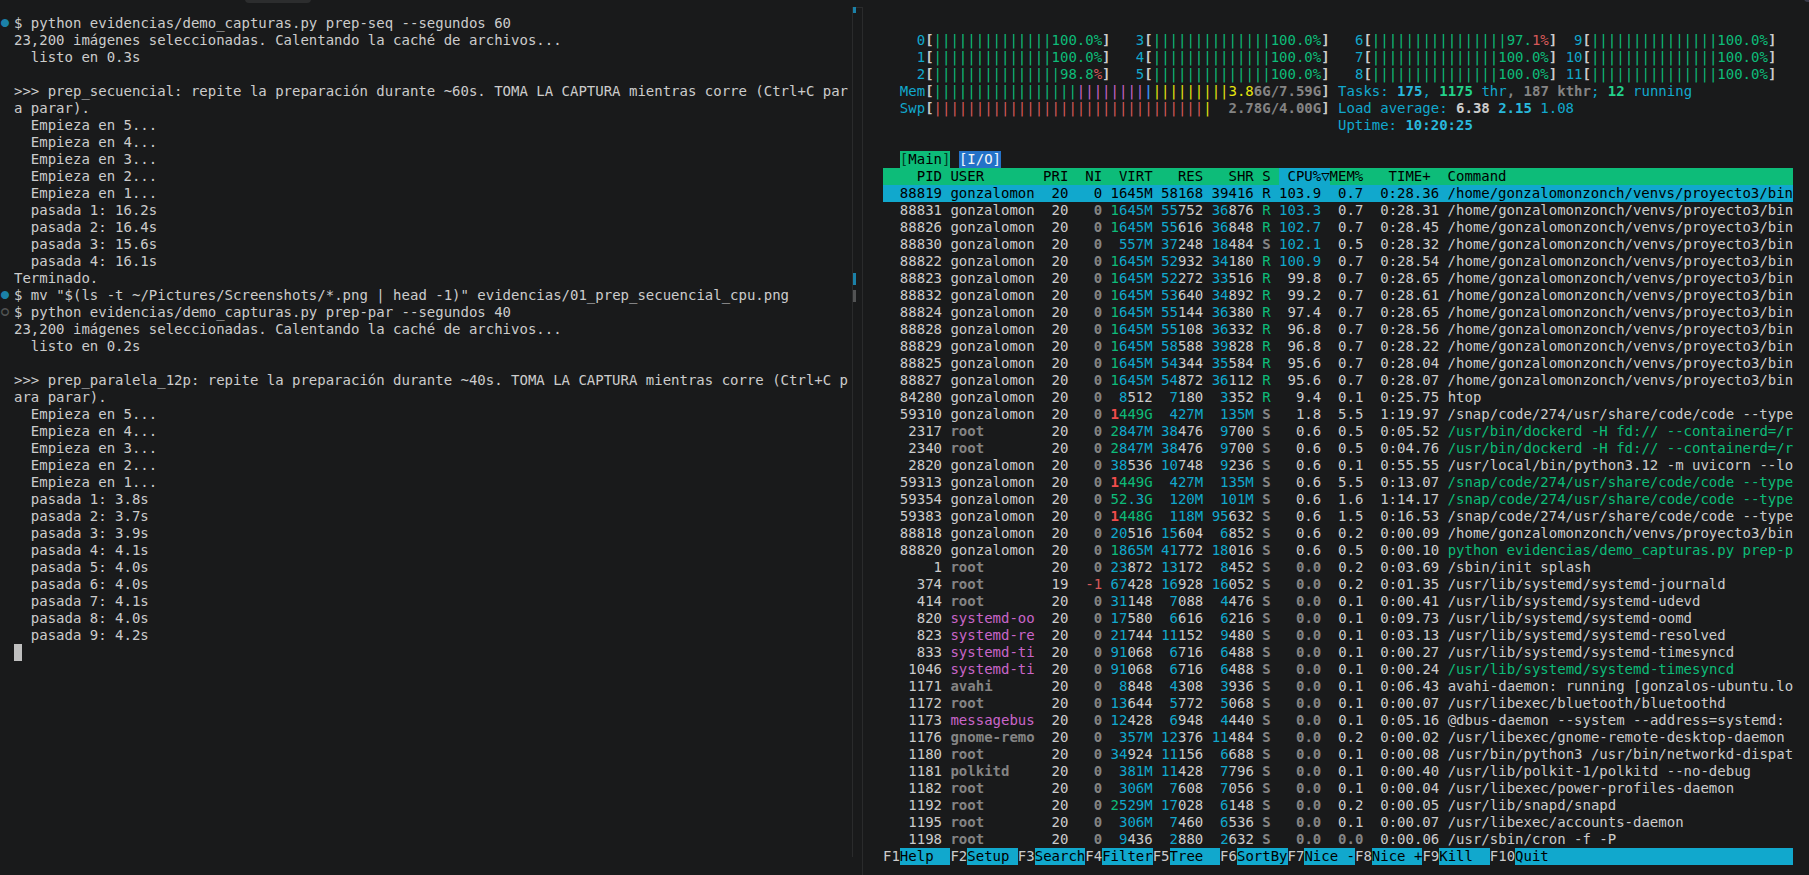 $ python evidencias/demo_capturas.py prep-seq --segundos 60
23,200 imágenes seleccionadas. Calentando la caché de archivos...
  listo en 0.3s
>>> prep_secuencial: repite la preparación durante ~60s. TOMA LA CAPTURA mientras corre (Ctrl+C par
a parar).
  Empieza en 5...
  Empieza en 4...
  Empieza en 3...
  Empieza en 2...
  Empieza en 1...
  pasada 1: 16.2s
  pasada 2: 16.4s
  pasada 3: 15.6s
  pasada 4: 16.1s
Terminado.
$ mv "$(ls -t ~/Pictures/Screenshots/*.png | head -1)" evidencias/01_prep_secuencial_cpu.png
$ python evidencias/demo_capturas.py prep-par --segundos 40
23,200 imágenes seleccionadas. Calentando la caché de archivos...
  listo en 0.2s
>>> prep_paralela_12p: repite la preparación durante ~40s. TOMA LA CAPTURA mientras corre (Ctrl+C p
ara parar).
  Empieza en 5...
  Empieza en 4...
  Empieza en 3...
  Empieza en 2...
  Empieza en 1...
  pasada 1: 3.8s
  pasada 2: 3.7s
  pasada 3: 3.9s
  pasada 4: 4.1s
  pasada 5: 4.0s
  pasada 6: 4.0s
  pasada 7: 4.1s
  pasada 8: 4.0s
  pasada 9: 4.2s
0[||||||||||||||100.0%] 3[||||||||||||||100.0%] 6[||||||||||||||||97.1%] 9[|||||||||||||||100.0%]
1[||||||||||||||100.0%] 4[||||||||||||||100.0%] 7[|||||||||||||||100.0%] 10[|||||||||||||||100.0%]
2[|||||||||||||||98.8%] 5[||||||||||||||100.0%] 8[|||||||||||||||100.0%] 11[|||||||||||||||100.0%]
Mem[|||||||||||||||||||||||||||||||||||3.86G/7.59G] Tasks: 175, 1175 thr, 187 kthr; 12 running
Swp[||||||||||||||||||||||||||||||||| 2.78G/4.00G] Load average: 6.38 2.15 1.08
Uptime: 10:20:25
[Main] [I/O]
PID USER PRI NI VIRT RES SHR S CPU%▽MEM% TIME+ Command
88819 gonzalomon 20 0 1645M 58168 39416 R 103.9 0.7 0:28.36 /home/gonzalomonzonch/venvs/proyecto3/bin
88831 gonzalomon 20 0 1645M 55752 36876 R 103.3 0.7 0:28.31 /home/gonzalomonzonch/venvs/proyecto3/bin
88826 gonzalomon 20 0 1645M 55616 36848 R 102.7 0.7 0:28.45 /home/gonzalomonzonch/venvs/proyecto3/bin
88830 gonzalomon 20 0 557M 37248 18484 S 102.1 0.5 0:28.32 /home/gonzalomonzonch/venvs/proyecto3/bin
88822 gonzalomon 20 0 1645M 52932 34180 R 100.9 0.7 0:28.54 /home/gonzalomonzonch/venvs/proyecto3/bin
88823 gonzalomon 20 0 1645M 52272 33516 R 99.8 0.7 0:28.65 /home/gonzalomonzonch/venvs/proyecto3/bin
88832 gonzalomon 20 0 1645M 53640 34892 R 99.2 0.7 0:28.61 /home/gonzalomonzonch/venvs/proyecto3/bin
88824 gonzalomon 20 0 1645M 55144 36380 R 97.4 0.7 0:28.65 /home/gonzalomonzonch/venvs/proyecto3/bin
88828 gonzalomon 20 0 1645M 55108 36332 R 96.8 0.7 0:28.56 /home/gonzalomonzonch/venvs/proyecto3/bin
88829 gonzalomon 20 0 1645M 58588 39828 R 96.8 0.7 0:28.22 /home/gonzalomonzonch/venvs/proyecto3/bin
88825 gonzalomon 20 0 1645M 54344 35584 R 95.6 0.7 0:28.04 /home/gonzalomonzonch/venvs/proyecto3/bin
88827 gonzalomon 20 0 1645M 54872 36112 R 95.6 0.7 0:28.07 /home/gonzalomonzonch/venvs/proyecto3/bin
84280 gonzalomon 20 0 8512 7180 3352 R 9.4 0.1 0:25.75 htop
59310 gonzalomon 20 0 1449G 427M 135M S 1.8 5.5 1:19.97 /snap/code/274/usr/share/code/code --type
2317 root 20 0 2847M 38476 9700 S 0.6 0.5 0:05.52 /usr/bin/dockerd -H fd:// --containerd=/r
2340 root 20 0 2847M 38476 9700 S 0.6 0.5 0:04.76 /usr/bin/dockerd -H fd:// --containerd=/r
2820 gonzalomon 20 0 38536 10748 9236 S 0.6 0.1 0:55.55 /usr/local/bin/python3.12 -m uvicorn --lo
59313 gonzalomon 20 0 1449G 427M 135M S 0.6 5.5 0:13.07 /snap/code/274/usr/share/code/code --type
59354 gonzalomon 20 0 52.3G 120M 101M S 0.6 1.6 1:14.17 /snap/code/274/usr/share/code/code --type
59383 gonzalomon 20 0 1448G 118M 95632 S 0.6 1.5 0:16.53 /snap/code/274/usr/share/code/code --type
88818 gonzalomon 20 0 20516 15604 6852 S 0.6 0.2 0:00.09 /home/gonzalomonzonch/venvs/proyecto3/bin
88820 gonzalomon 20 0 1865M 41772 18016 S 0.6 0.5 0:00.10 python evidencias/demo_capturas.py prep-p
1 root 20 0 23872 13172 8452 S 0.0 0.2 0:03.69 /sbin/init splash
374 root 19 -1 67428 16928 16052 S 0.0 0.2 0:01.35 /usr/lib/systemd/systemd-journald
414 root 20 0 31148 7088 4476 S 0.0 0.1 0:00.41 /usr/lib/systemd/systemd-udevd
820 systemd-oo 20 0 17580 6616 6216 S 0.0 0.1 0:09.73 /usr/lib/systemd/systemd-oomd
823 systemd-re 20 0 21744 11152 9480 S 0.0 0.1 0:03.13 /usr/lib/systemd/systemd-resolved
833 systemd-ti 20 0 91068 6716 6488 S 0.0 0.1 0:00.27 /usr/lib/systemd/systemd-timesyncd
1046 systemd-ti 20 0 91068 6716 6488 S 0.0 0.1 0:00.24 /usr/lib/systemd/systemd-timesyncd
1171 avahi 20 0 8848 4308 3936 S 0.0 0.1 0:06.43 avahi-daemon: running [gonzalos-ubuntu.lo
1172 root 20 0 13644 5772 5068 S 0.0 0.1 0:00.07 /usr/libexec/bluetooth/bluetoothd
1173 messagebus 20 0 12428 6948 4440 S 0.0 0.1 0:05.16 @dbus-daemon --system --address=systemd:
1176 gnome-remo 20 0 357M 12376 11484 S 0.0 0.2 0:00.02 /usr/libexec/gnome-remote-desktop-daemon
1180 root 20 0 34924 11156 6688 S 0.0 0.1 0:00.08 /usr/bin/python3 /usr/bin/networkd-dispat
1181 polkitd 20 0 381M 11428 7796 S 0.0 0.1 0:00.40 /usr/lib/polkit-1/polkitd --no-debug
1182 root 20 0 306M 7608 7056 S 0.0 0.1 0:00.04 /usr/libexec/power-profiles-daemon
1192 root 20 0 2529M 17028 6148 S 0.0 0.2 0:00.05 /usr/lib/snapd/snapd
1195 root 20 0 306M 7460 6536 S 0.0 0.1 0:00.07 /usr/libexec/accounts-daemon
1198 root 20 0 9436 2880 2632 S 0.0 0.0 0:00.06 /usr/sbin/cron -f -P
F1Help F2Setup F3SearchF4FilterF5Tree F6SortByF7Nice -F8Nice +F9Kill F10Quit